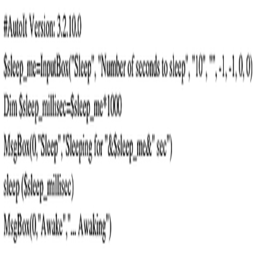 #AutoIt Version: 3.2.10.0
$sleep_me=InputBox("Sleep", "Number of seconds to sleep", "10", "", -1, -1, 0, 0)
Dim $sleep_millisec=$sleep_me*1000
MsgBox(0,"Sleep","Sleeping for "&$sleep_me&" sec")
sleep ($sleep_millisec)
MsgBox(0,"Awake","... Awaking")